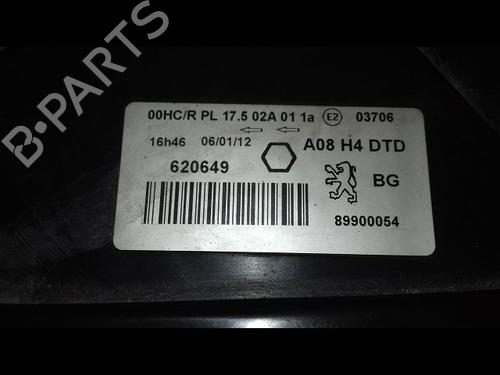 B-PARTS
00HC/R PL 17.5 02A 01 1a E2 03706
16h46 06/01/12
A08 H4 DTD
620649
BG
89900054